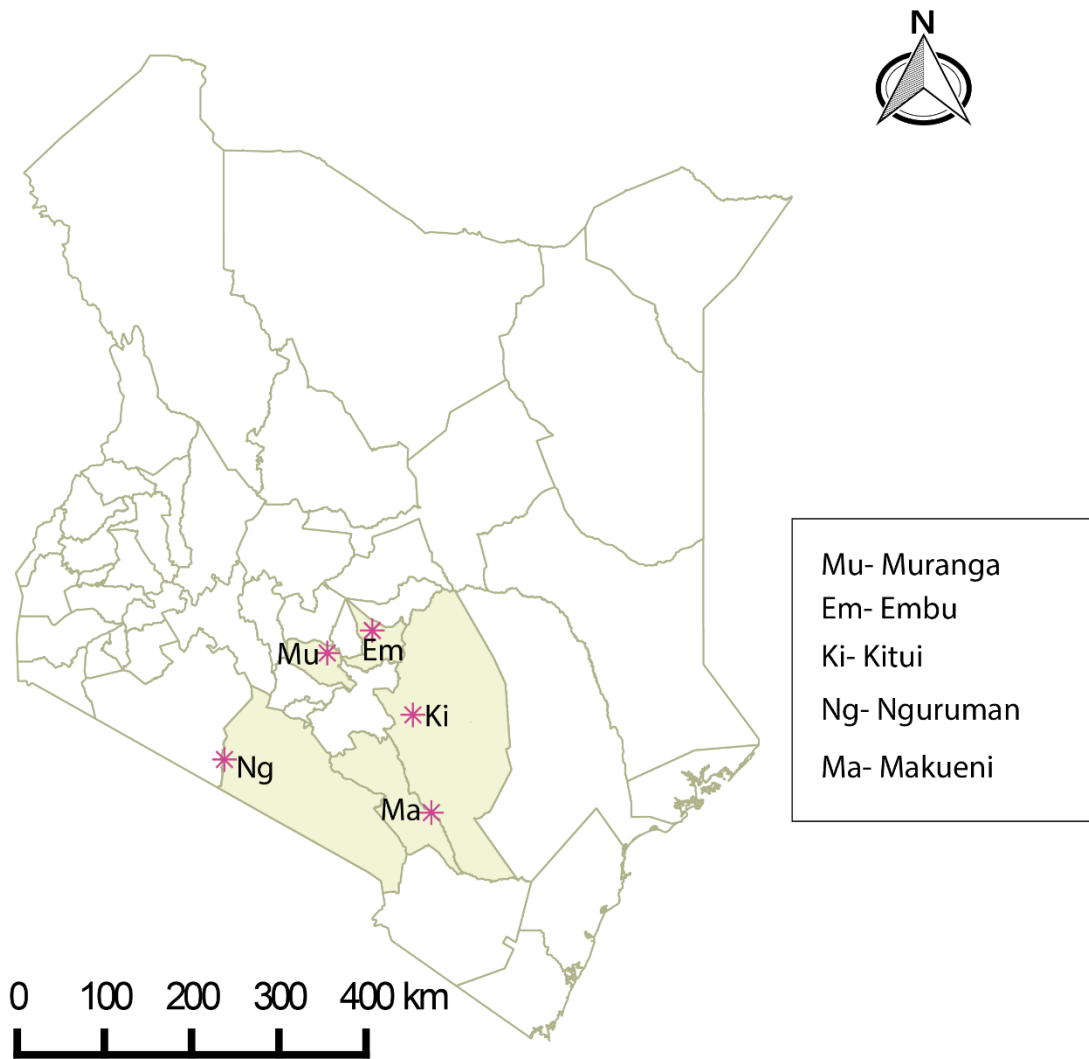 N
Mu- Muranga
Em- Embu
Ki- Kitui
Ng- Nguruman
Ma- Makueni
Mu
Em
Ki
Ng
Ma
0 100 200 300 400 km